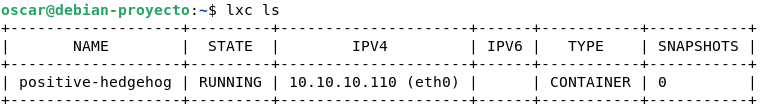 oscar@debian-proyecto:~$ lxc ls
+-------------------+---------+---------------------+------+-----------+-----------+
|       NAME        |  STATE  |        IPV4         | IPV6 |   TYPE    | SNAPSHOTS |
+-------------------+---------+---------------------+------+-----------+-----------+
| positive-hedgehog | RUNNING | 10.10.10.110 (eth0) |      | CONTAINER | 0         |
+-------------------+---------+---------------------+------+-----------+-----------+